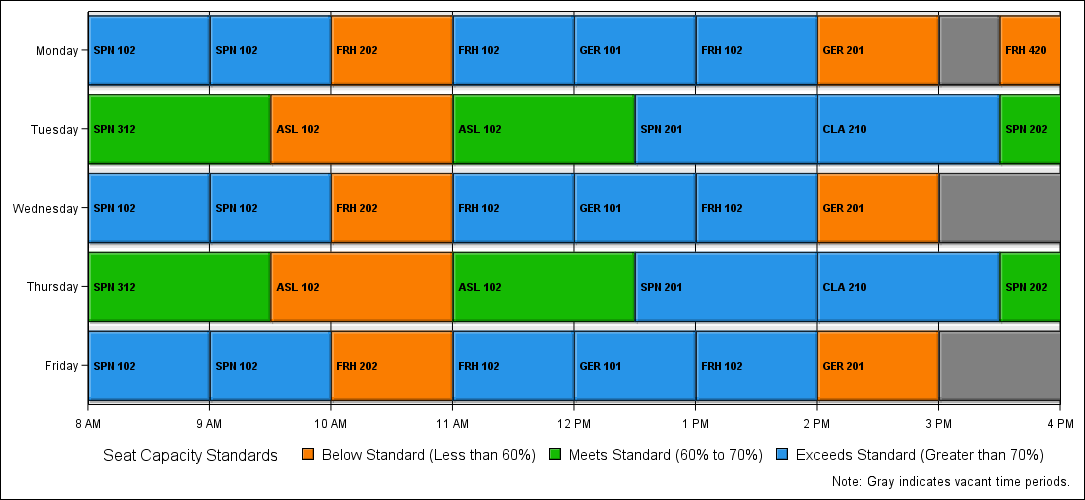 Monday SPN 102 SPN 102 FRH 202 FRH 102 GER 101 FRH 102 GER 201 FRH 420
Tuesday SPN 312 ASL 102 ASL 102 SPN 201 CLA 210 SPN 202
Wednesday SPN 102 SPN 102 FRH 202 FRH 102 GER 101 FRH 102 GER 201
Thursday SPN 312 ASL 102 ASL 102 SPN 201 CLA 210 SPN 202
Friday SPN 102 SPN 102 FRH 202 FRH 102 GER 101 FRH 102 GER 201
8 AM 9 AM 10 AM 11 AM 12 PM 1 PM 2 PM 3 PM 4 PM
Seat Capacity Standards Below Standard (Less than 60%) Meets Standard (60% to 70%) Exceeds Standard (Greater than 70%)
Note: Gray indicates vacant time periods.